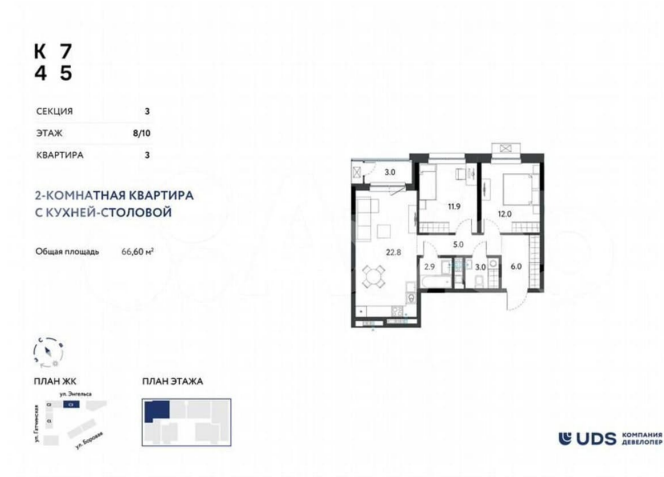 К 7
4 5
СЕКЦИЯ 3
ЭТАЖ 8/10
КВАРТИРА 3
2-КОМНАТНАЯ КВАРТИРА
С КУХНЕЙ-СТОЛОВОЙ
Общая площадь 66,60 м²
3.0
11.9
12.0
22.8
5.0
2.9
3.0
6.0
ПЛАН ЖК
ул. Энгельса
ул. Гатчинская
ул. Боровая
ПЛАН ЭТАЖА
UDS КОМПАНИЯ
ДЕВЕЛОПЕР